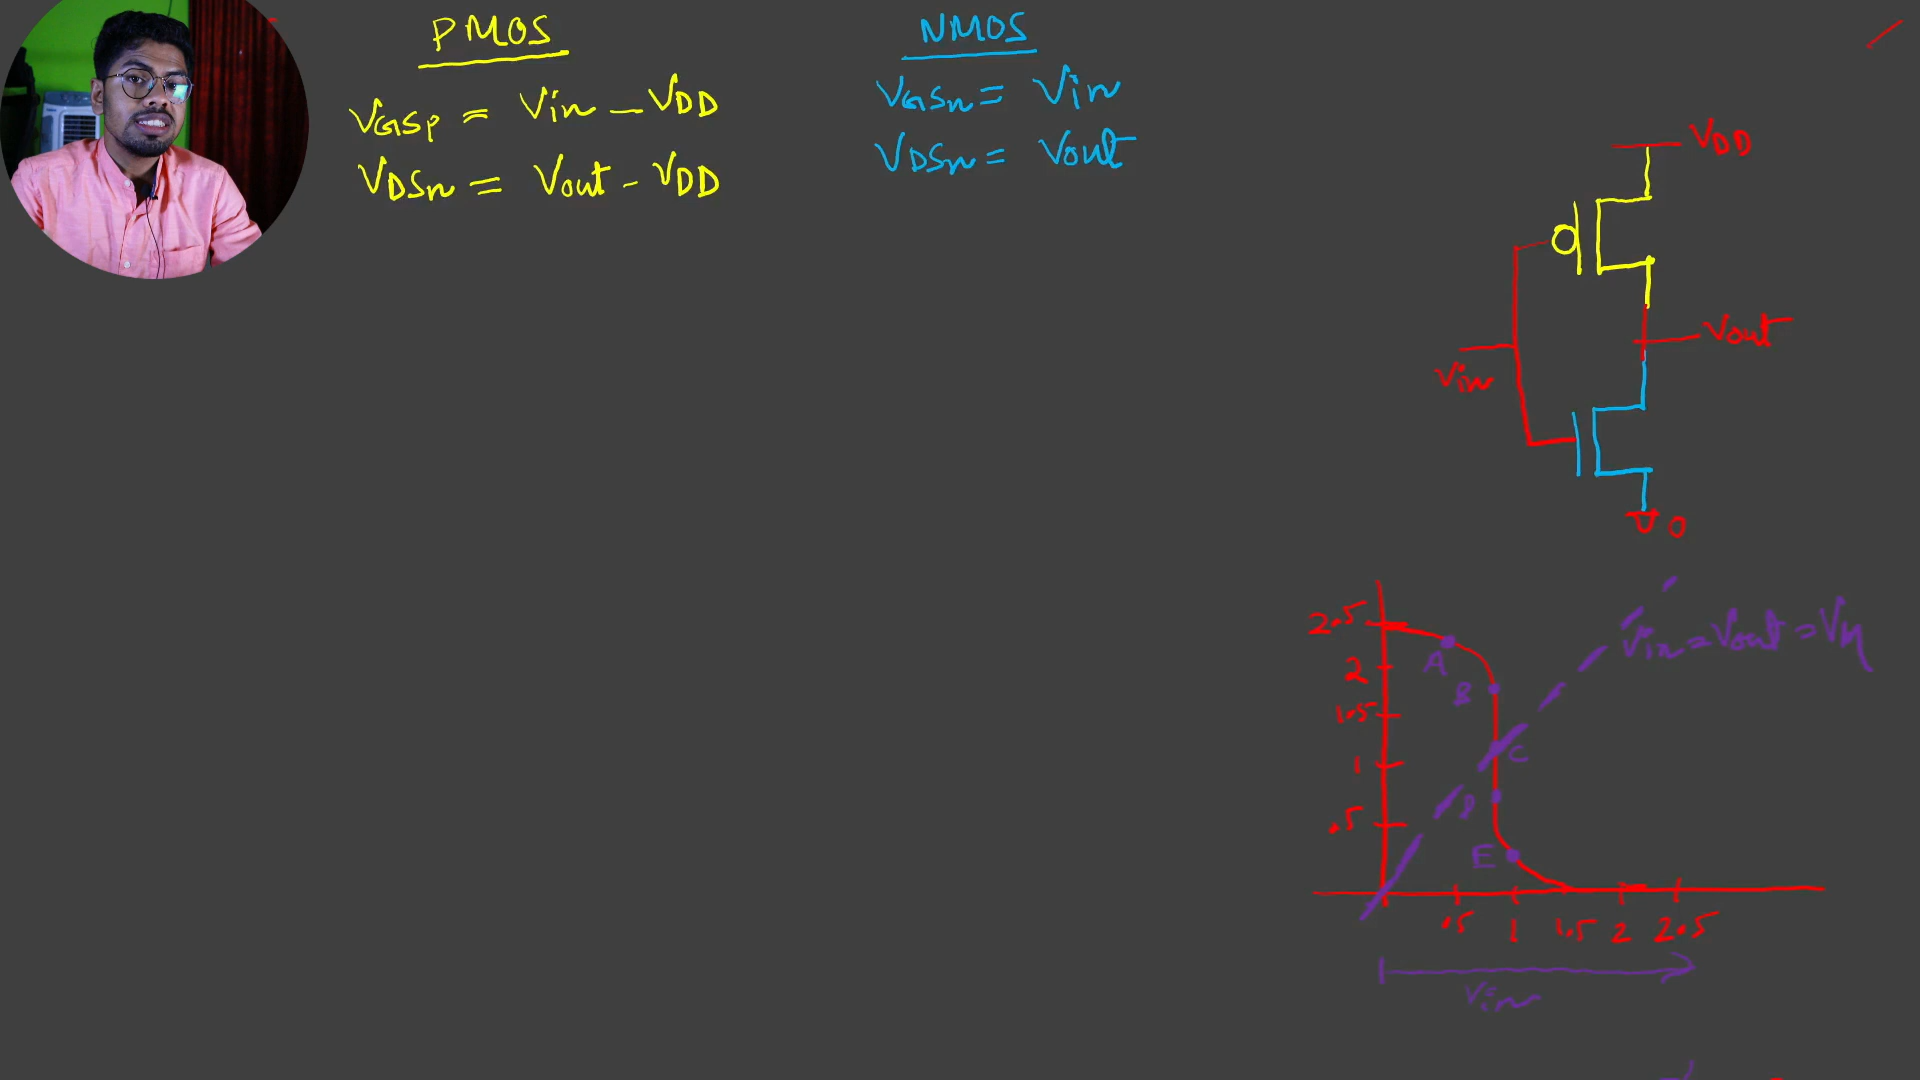 PMOS
VGSP = Vin - VDD
VDSn = Vout - VDD
NMOS
VGSn = Vin
VDSn = Vout
VDD
Vout
Vin
0
Vin = Vout = VM
2.5
2
1.5
1
.5
A
B
C
D
E
.5 1 1.5 2 2.5
Vin